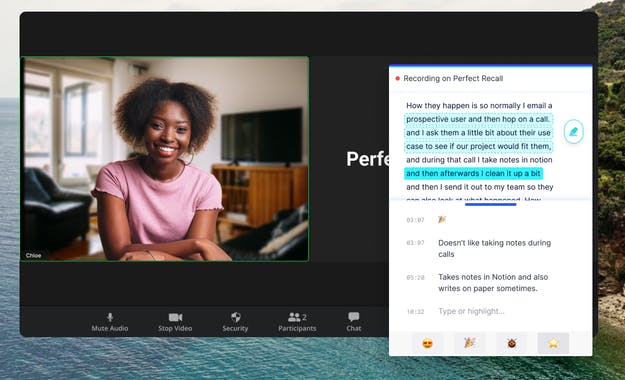 Recording on Perfect Recall
How they happen is so normally I email a
prospective user and then hop on a call.
and I ask them a little bit about their use
case to see if our project would fit them,
and during that call I take notes in notion
and then afterwards I clean it up a bit
and then I send it out to my team so they
can also look at what happened. How
Perfe
03:07
03:07 Doesn't like taking notes during
calls
05:20 Takes notes in Notion and also
writes on paper sometimes.
10:32 Type or highlight...
Chloe
2
Mute Audio Stop Video Security Participants Chat